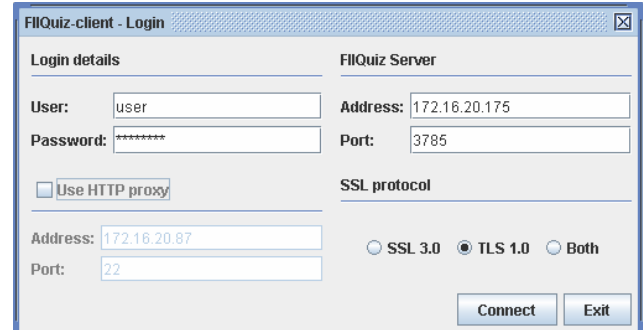 FIIQuiz-client - Login
Login details
User: user
Password: ********
Use HTTP proxy
Address: 172.16.20.87
Port: 22
FIIQuiz Server
Address: 172.16.20.175
Port: 3785
SSL protocol
SSL 3.0 TLS 1.0 Both
Connect Exit